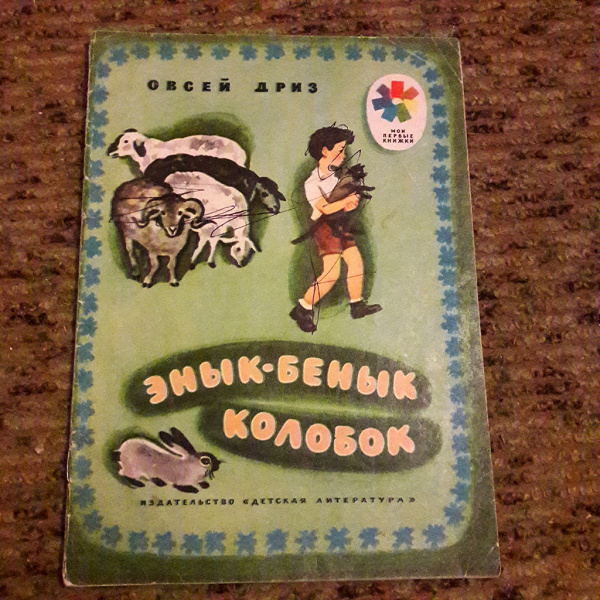 ОВСЕЙ ДРИЗ
МОИ
ПЕРВЫЕ
КНИЖКИ
ЭНЫК-БЕНЫК
КОЛОБОК
ИЗДАТЕЛЬСТВО «ДЕТСКАЯ ЛИТЕРАТУРА»